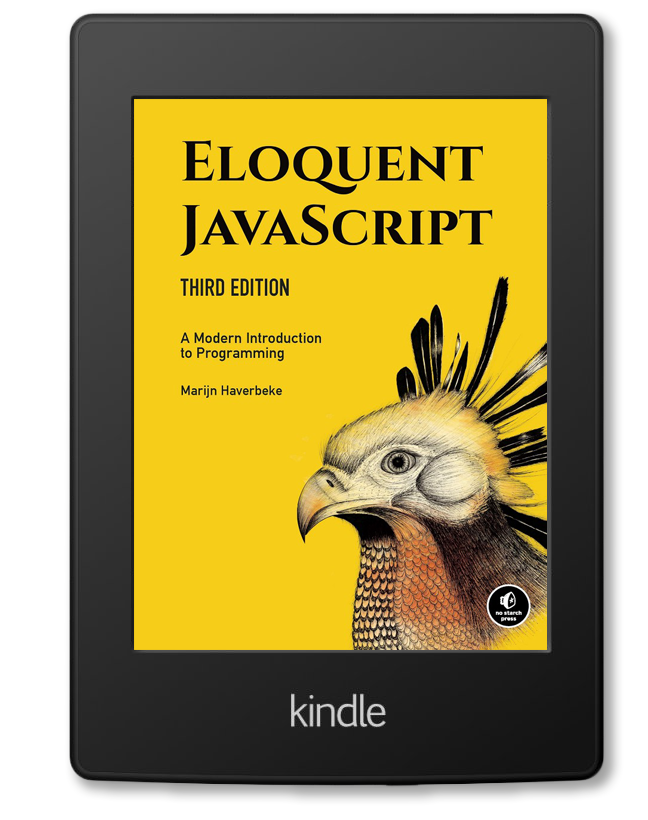 ELOQUENT
JAVASCRIPT
THIRD EDITION
A Modern Introduction
to Programming
Marijn Haverbeke
no starch
press
kindle